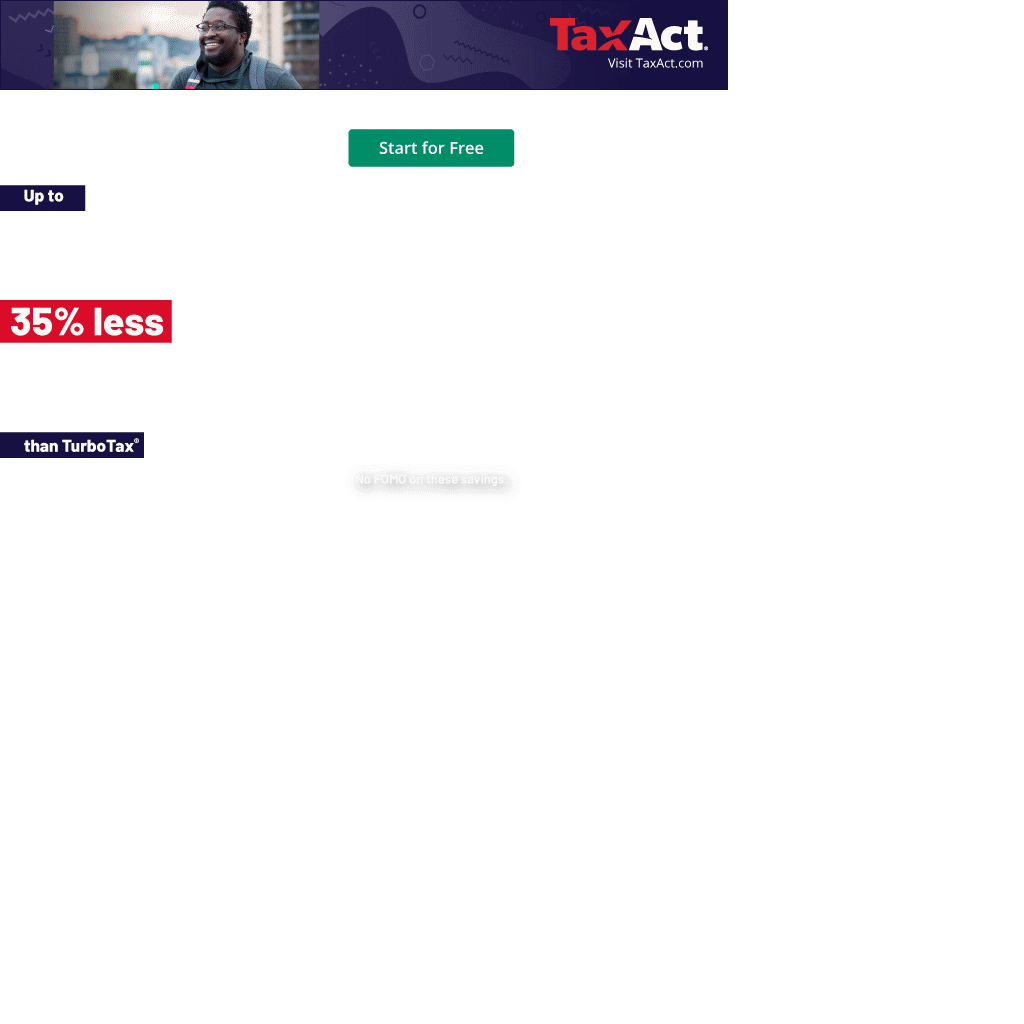 TaxAct®
Visit TaxAct.com
Start for Free
Up to
35% less
than TurboTax®
No FOMO on these savings